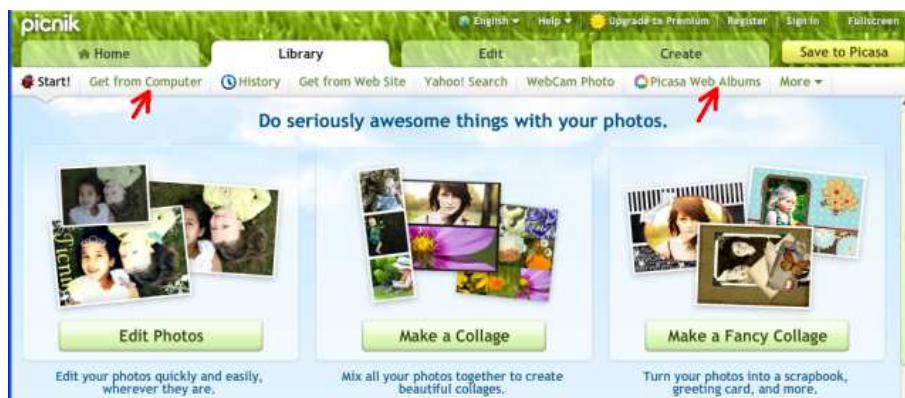 picnik
English Help Upgrade to Premium Register Sign In Fullscreen
Home Library Edit Create Save to Picasa
Start! Get from Computer History Get from Web Site Yahoo! Search WebCam Photo Picasa Web Albums More
Do seriously awesome things with your photos.
Picnik
Edit Photos Make a Collage Make a Fancy Collage
Edit your photos quickly and easily, Mix all your photos together to create Turn your photos into a scrapbook,
wherever they are. beautiful collages. greeting card, and more.